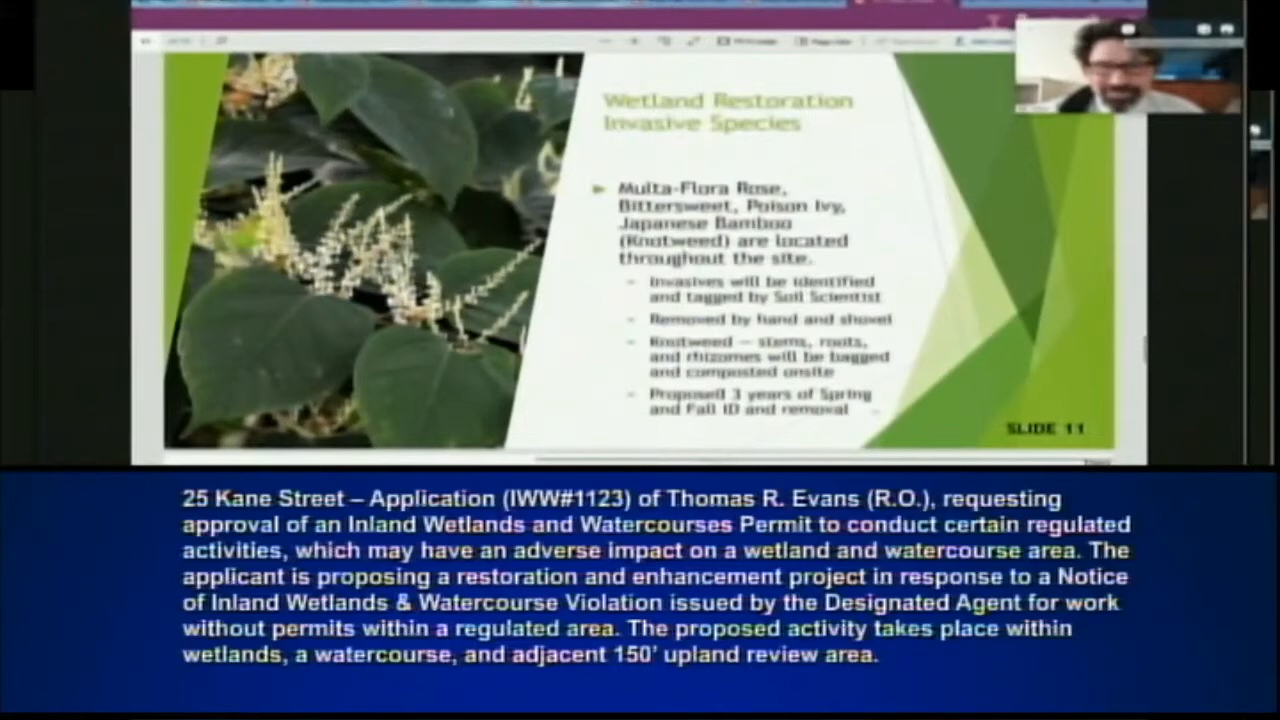 Wetland Restoration
Invasive Species
Multa-Flora Rose,
Bittersweet, Poison Ivy,
Japanese Bamboo
(Knotweed) are located
throughout the site.
– Invasives will be identified
and tagged by Soil Scientist
– Removed by hand and shovel
– Knotweed – stems, roots,
and rhizomes will be bagged
and composted onsite
– Proposed 3 years of Spring
and Fall ID and removal
SLIDE 11
25 Kane Street – Application (IWW#1123) of Thomas R. Evans (R.O.), requesting
approval of an Inland Wetlands and Watercourses Permit to conduct certain regulated
activities, which may have an adverse impact on a wetland and watercourse area. The
applicant is proposing a restoration and enhancement project in response to a Notice
of Inland Wetlands & Watercourse Violation issued by the Designated Agent for work
without permits within a regulated area. The proposed activity takes place within
wetlands, a watercourse, and adjacent 150’ upland review area.